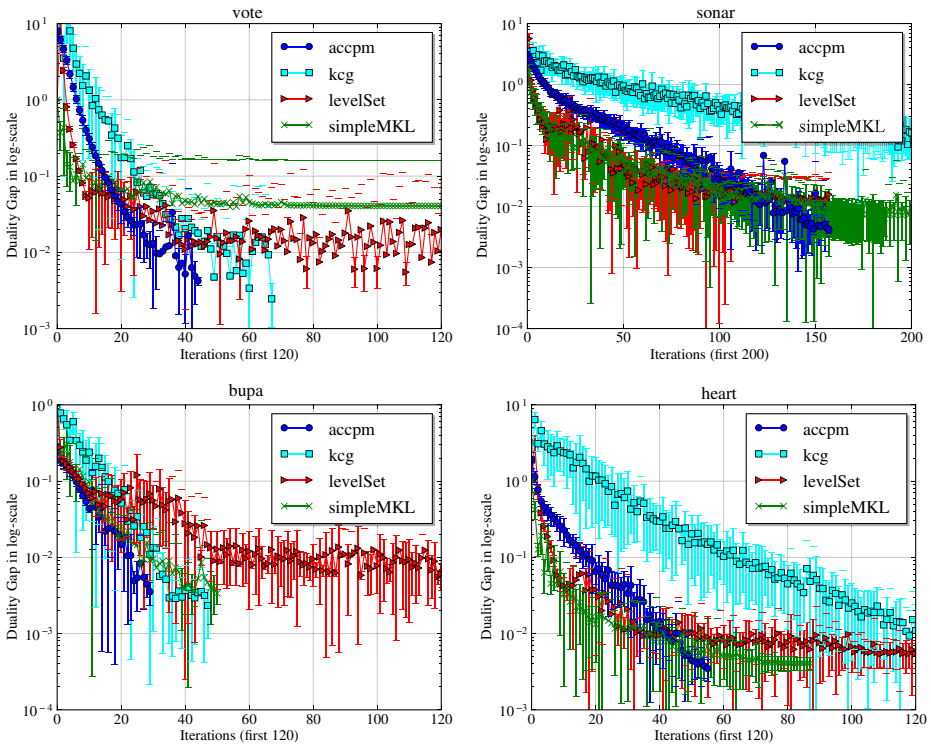 vote
10^1
10^0
10^-1
10^-2
10^-3
Duality Gap in log-scale
accpm
kcg
levelSet
simpleMKL
0 20 40 60 80 100 120
Iterations (first 120)
sonar
10^1
10^0
10^-1
10^-2
10^-3
10^-4
Duality Gap in log-scale
accpm
kcg
levelSet
simpleMKL
0 50 100 150 200
Iterations (first 200)
bupa
10^0
10^-1
10^-2
10^-3
10^-4
Duality Gap in log-scale
accpm
kcg
levelSet
simpleMKL
0 20 40 60 80 100 120
Iterations (first 120)
heart
10^1
10^0
10^-1
10^-2
10^-3
Duality Gap in log-scale
accpm
kcg
levelSet
simpleMKL
0 20 40 60 80 100 120
Iterations (first 120)